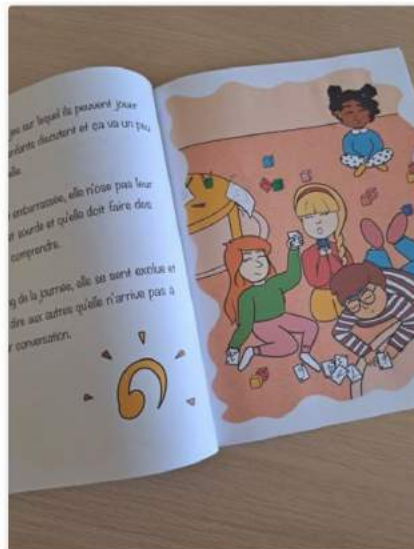 jeu sur lequel ils peuvent jouer
enfants discutent et ça va un peu
elle.
embarrassée, elle n'ose pas leur
sourde et qu'elle doit faire des
comprendre.
de la journée, elle se sent exclue et
dire aux autres qu'elle n'arrive pas à
conversation.